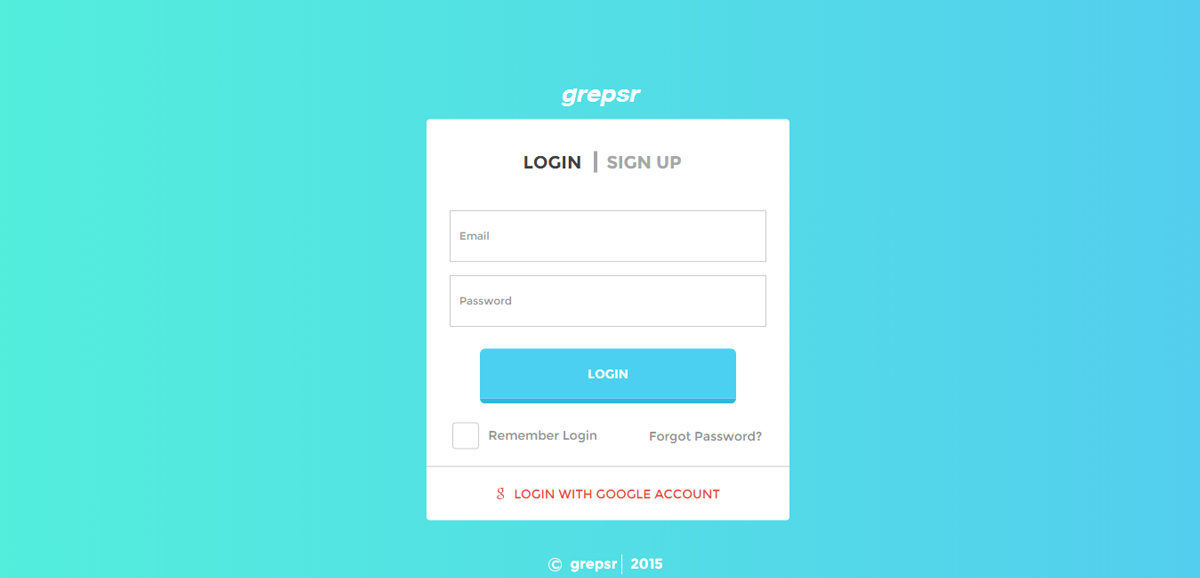 grepsr
LOGIN | SIGN UP
Email
Password
LOGIN
Remember Login Forgot Password?
LOGIN WITH GOOGLE ACCOUNT
© grepsr | 2015